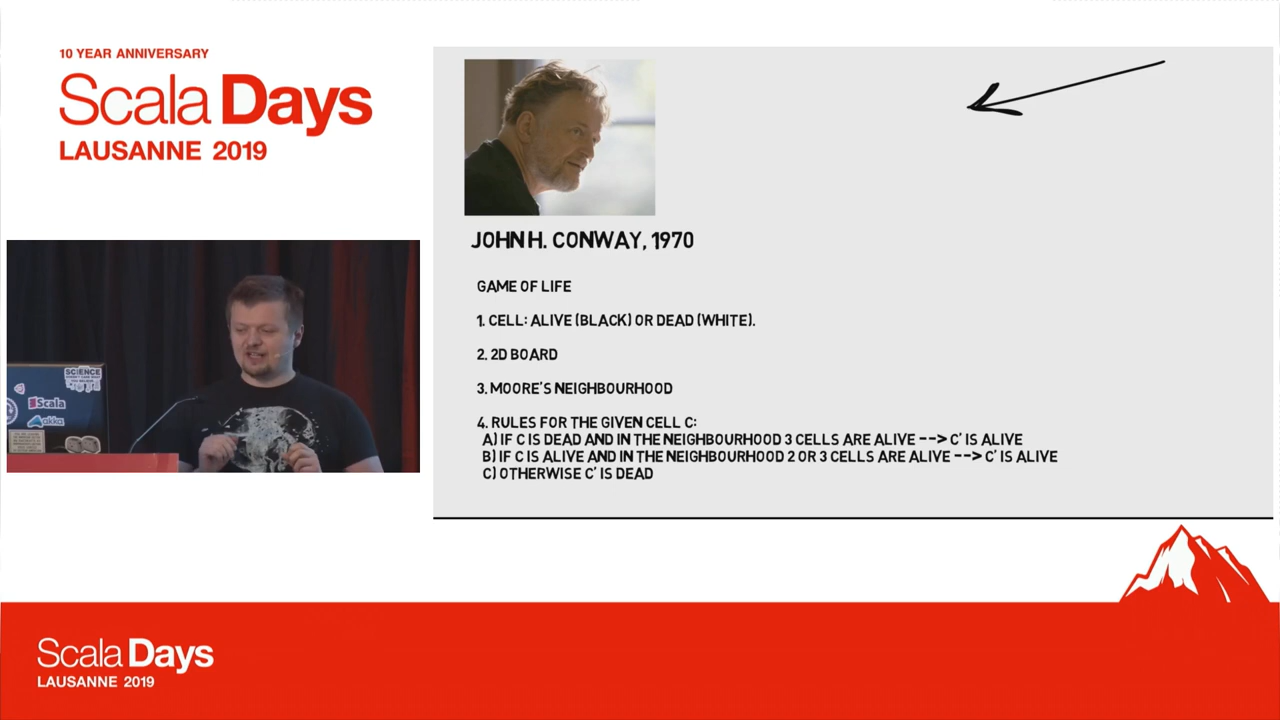 10 YEAR ANNIVERSARY
Scala Days
LAUSANNE 2019
JOHN H. CONWAY, 1970
GAME OF LIFE
1. CELL: ALIVE (BLACK) OR DEAD (WHITE).
2. 2D BOARD
3. MOORE'S NEIGHBOURHOOD
4. RULES FOR THE GIVEN CELL C:
A) IF C IS DEAD AND IN THE NEIGHBOURHOOD 3 CELLS ARE ALIVE --> C' IS ALIVE
B) IF C IS ALIVE AND IN THE NEIGHBOURHOOD 2 OR 3 CELLS ARE ALIVE --> C' IS ALIVE
C) OTHERWISE C' IS DEAD
SCIENCE
Scala
akka
Scala Days
LAUSANNE 2019